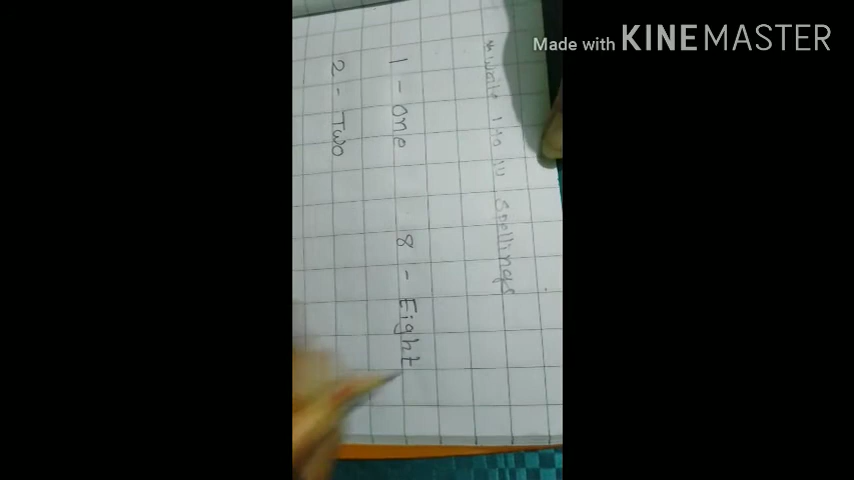 Made with KINEMASTER
* Write 1 to 10 spellings
1 - One 8 - Eight
2 - Two